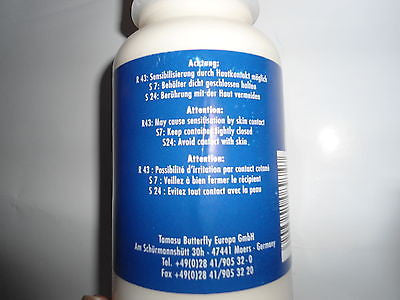 Achtung:
R 43: Sensibilisierung durch Hautkontakt möglich
S 7: Behälter dicht geschlossen halten
S 24: Berührung mit der Haut vermeiden
Attention:
R43: May cause sensitisation by skin contact
S7: Keep container tightly closed
S24: Avoid contact with skin
Attention:
R 43 : Possibilité d'irritation par contact cutané
S 7 : Veillez à bien fermer le récipient
S 24 : Evitez tout contact avec la peau
Tamasu Butterfly Europa GmbH
Am Schürmannshütt 30h - 47441 Moers - Germany
Tel. ++49(0)28 41/905 32-0
Fax ++49(0)28 41/905 32 20